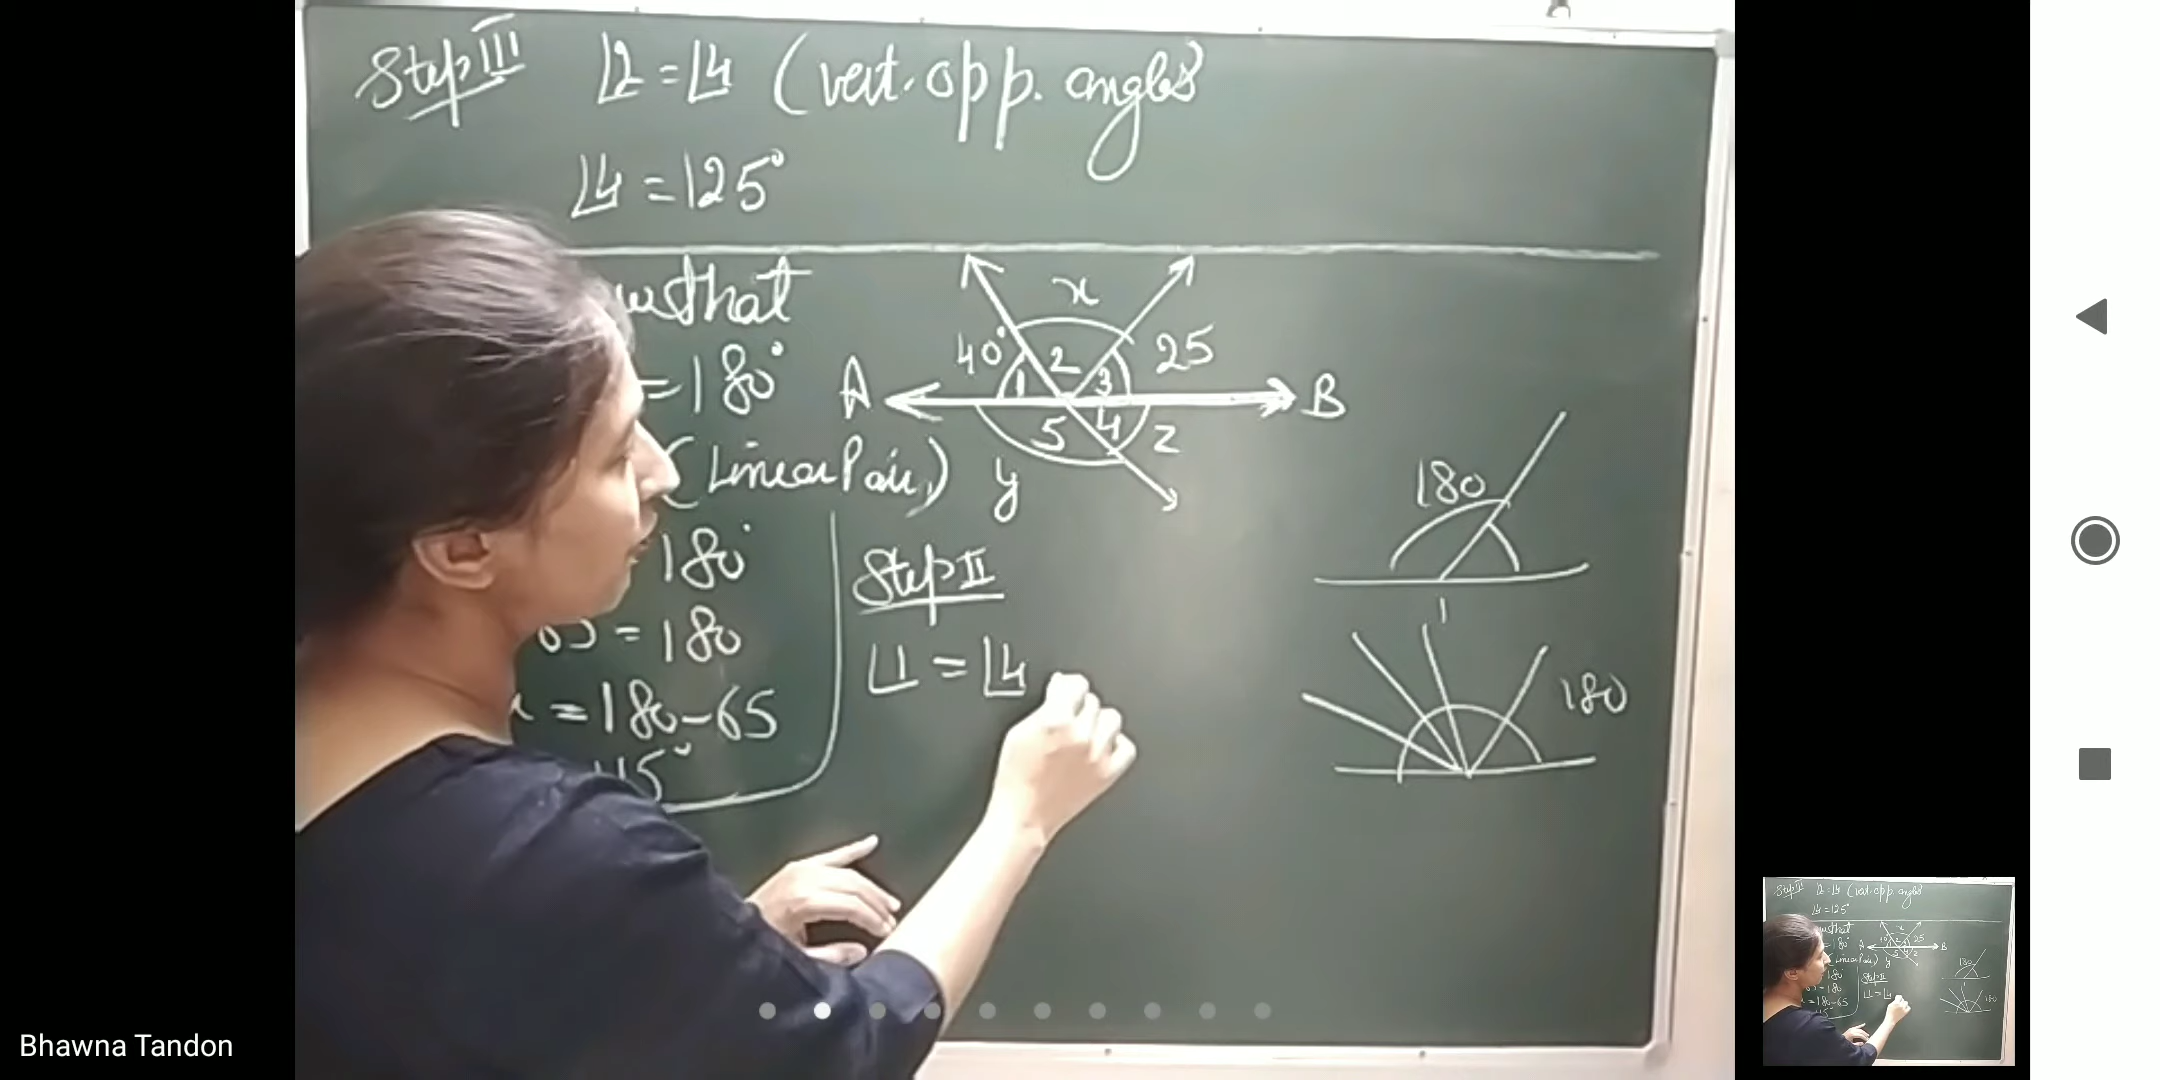 Step III ∠2 = ∠4 (vert. opp. angles
∠4 = 125°
that
= 180°
(Linear Pair)
180°
= 180
= 180 - 65
A
B
40°
x
25
1
2
3
4
5
y
z
Step II
∠1 = ∠4
180
180
Bhawna Tandon